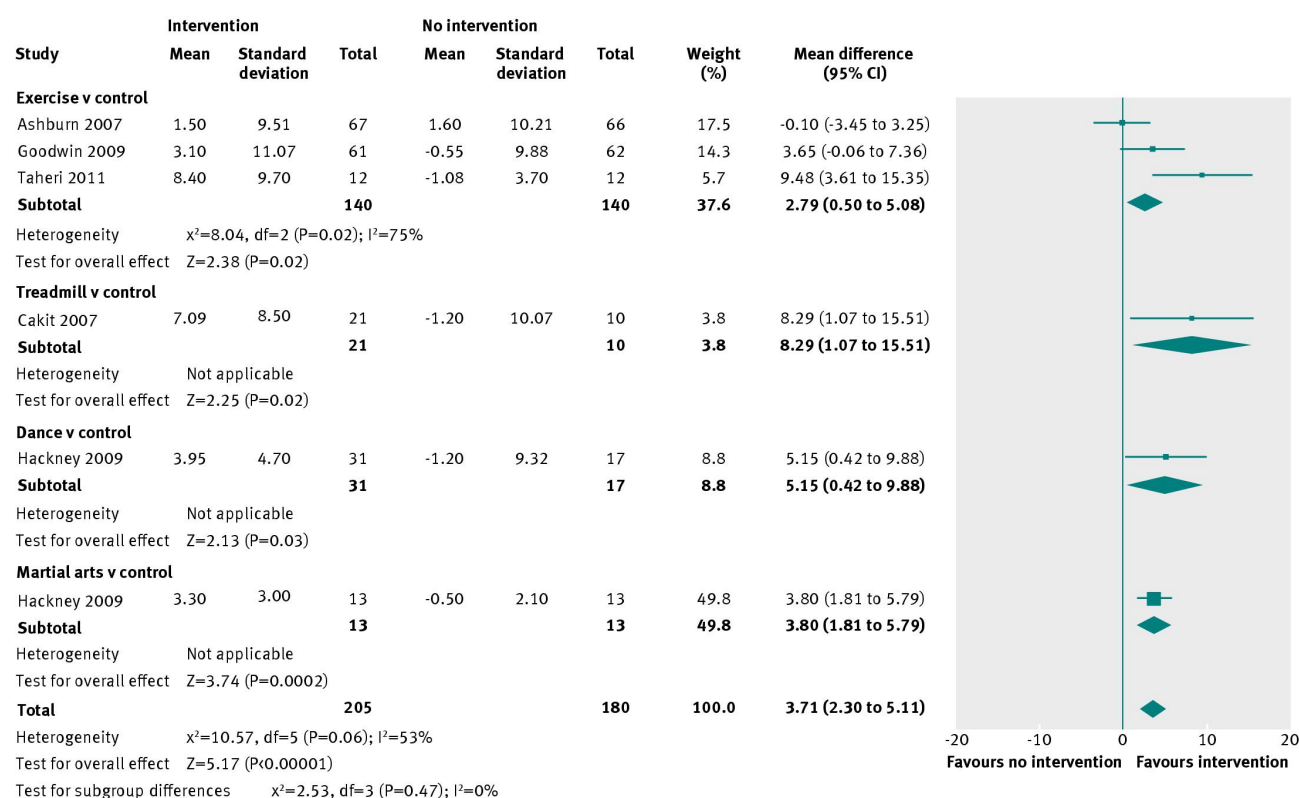 Intervention No intervention
Study Mean Standard deviation Total Mean Standard deviation Total Weight (%) Mean difference (95% CI)
Exercise v control
Ashburn 2007 1.50 9.51 67 1.60 10.21 66 17.5 -0.10 (-3.45 to 3.25)
Goodwin 2009 3.10 11.07 61 -0.55 9.88 62 14.3 3.65 (-0.06 to 7.36)
Taheri 2011 8.40 9.70 12 -1.08 3.70 12 5.7 9.48 (3.61 to 15.35)
Subtotal 140 140 37.6 2.79 (0.50 to 5.08)
Heterogeneity x²=8.04, df=2 (P=0.02); I²=75%
Test for overall effect Z=2.38 (P=0.02)
Treadmill v control
Cakit 2007 7.09 8.50 21 -1.20 10.07 10 3.8 8.29 (1.07 to 15.51)
Subtotal 21 10 3.8 8.29 (1.07 to 15.51)
Heterogeneity Not applicable
Test for overall effect Z=2.25 (P=0.02)
Dance v control
Hackney 2009 3.95 4.70 31 -1.20 9.32 17 8.8 5.15 (0.42 to 9.88)
Subtotal 31 17 8.8 5.15 (0.42 to 9.88)
Heterogeneity Not applicable
Test for overall effect Z=2.13 (P=0.03)
Martial arts v control
Hackney 2009 3.30 3.00 13 -0.50 2.10 13 49.8 3.80 (1.81 to 5.79)
Subtotal 13 13 49.8 3.80 (1.81 to 5.79)
Heterogeneity Not applicable
Test for overall effect Z=3.74 (P=0.0002)
Total 205 180 100.0 3.71 (2.30 to 5.11)
Heterogeneity x²=10.57, df=5 (P=0.06); I²=53%
Test for overall effect Z=5.17 (P<0.00001)
Test for subgroup differences x²=2.53, df=3 (P=0.47); I²=0%
-20 -10 0 10 20
Favours no intervention Favours intervention